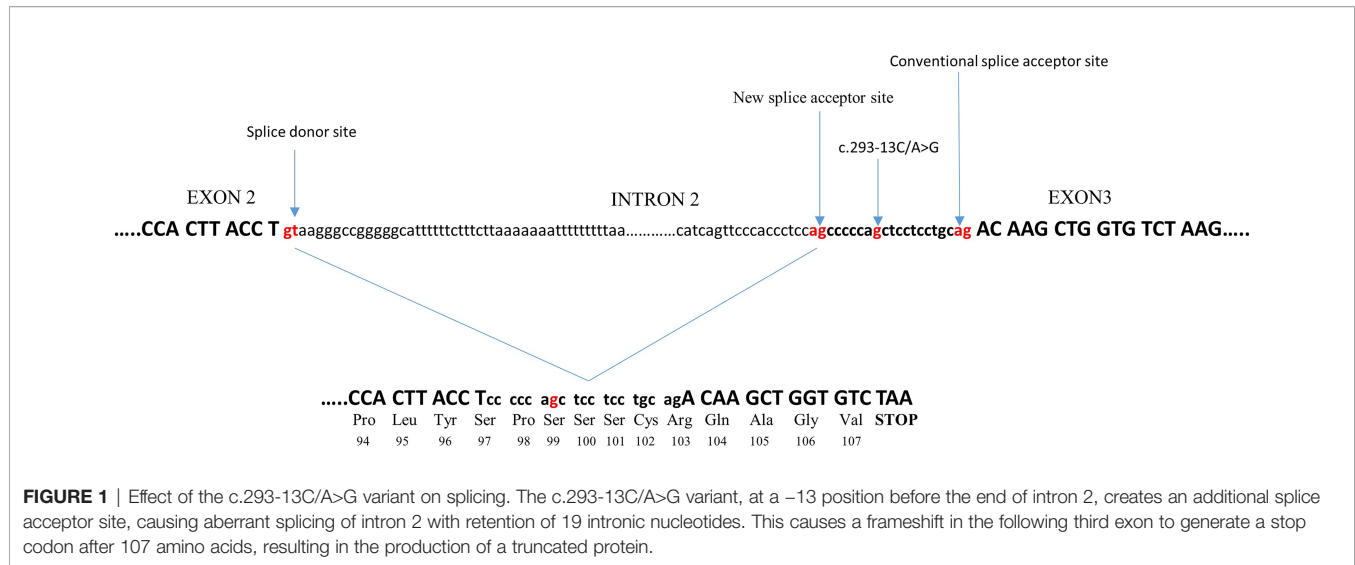 Conventional splice acceptor site
New splice acceptor site
Splice donor site
c.293-13C/A>G
EXON 2
INTRON 2
EXON3
.....CCA CTT ACC T gtaagggccgggggcattttttctttcttaaaaaaatttttttttaa............catcagttcccaccctccagcccccagctcctcctgcag AC AAG CTG GTG TCT AAG.....
.....CCA CTT ACC Tcc ccc agc tcc tcc tgc agA CAA GCT GGT GTC TAA
Pro Leu Tyr Ser Pro Ser Ser Ser Cys Arg Gln Ala Gly Val STOP
94 95 96 97 98 99 100 101 102 103 104 105 106 107
FIGURE 1 | Effect of the c.293-13C/A>G variant on splicing. The c.293-13C/A>G variant, at a −13 position before the end of intron 2, creates an additional splice
acceptor site, causing aberrant splicing of intron 2 with retention of 19 intronic nucleotides. This causes a frameshift in the following third exon to generate a stop
codon after 107 amino acids, resulting in the production of a truncated protein.